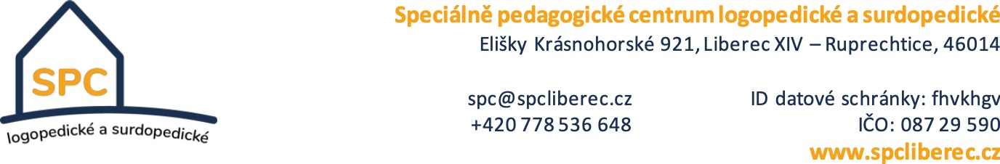 SPC
logopedické a surdopedické
Speciálně pedagogické centrum logopedické a surdopedické
Elišky Krásnohorské 921, Liberec XIV – Ruprechtice, 46014
spc@spcliberec.cz ID datové schránky: fhvkhgv
+420 778 536 648 IČO: 087 29 590
www.spcliberec.cz